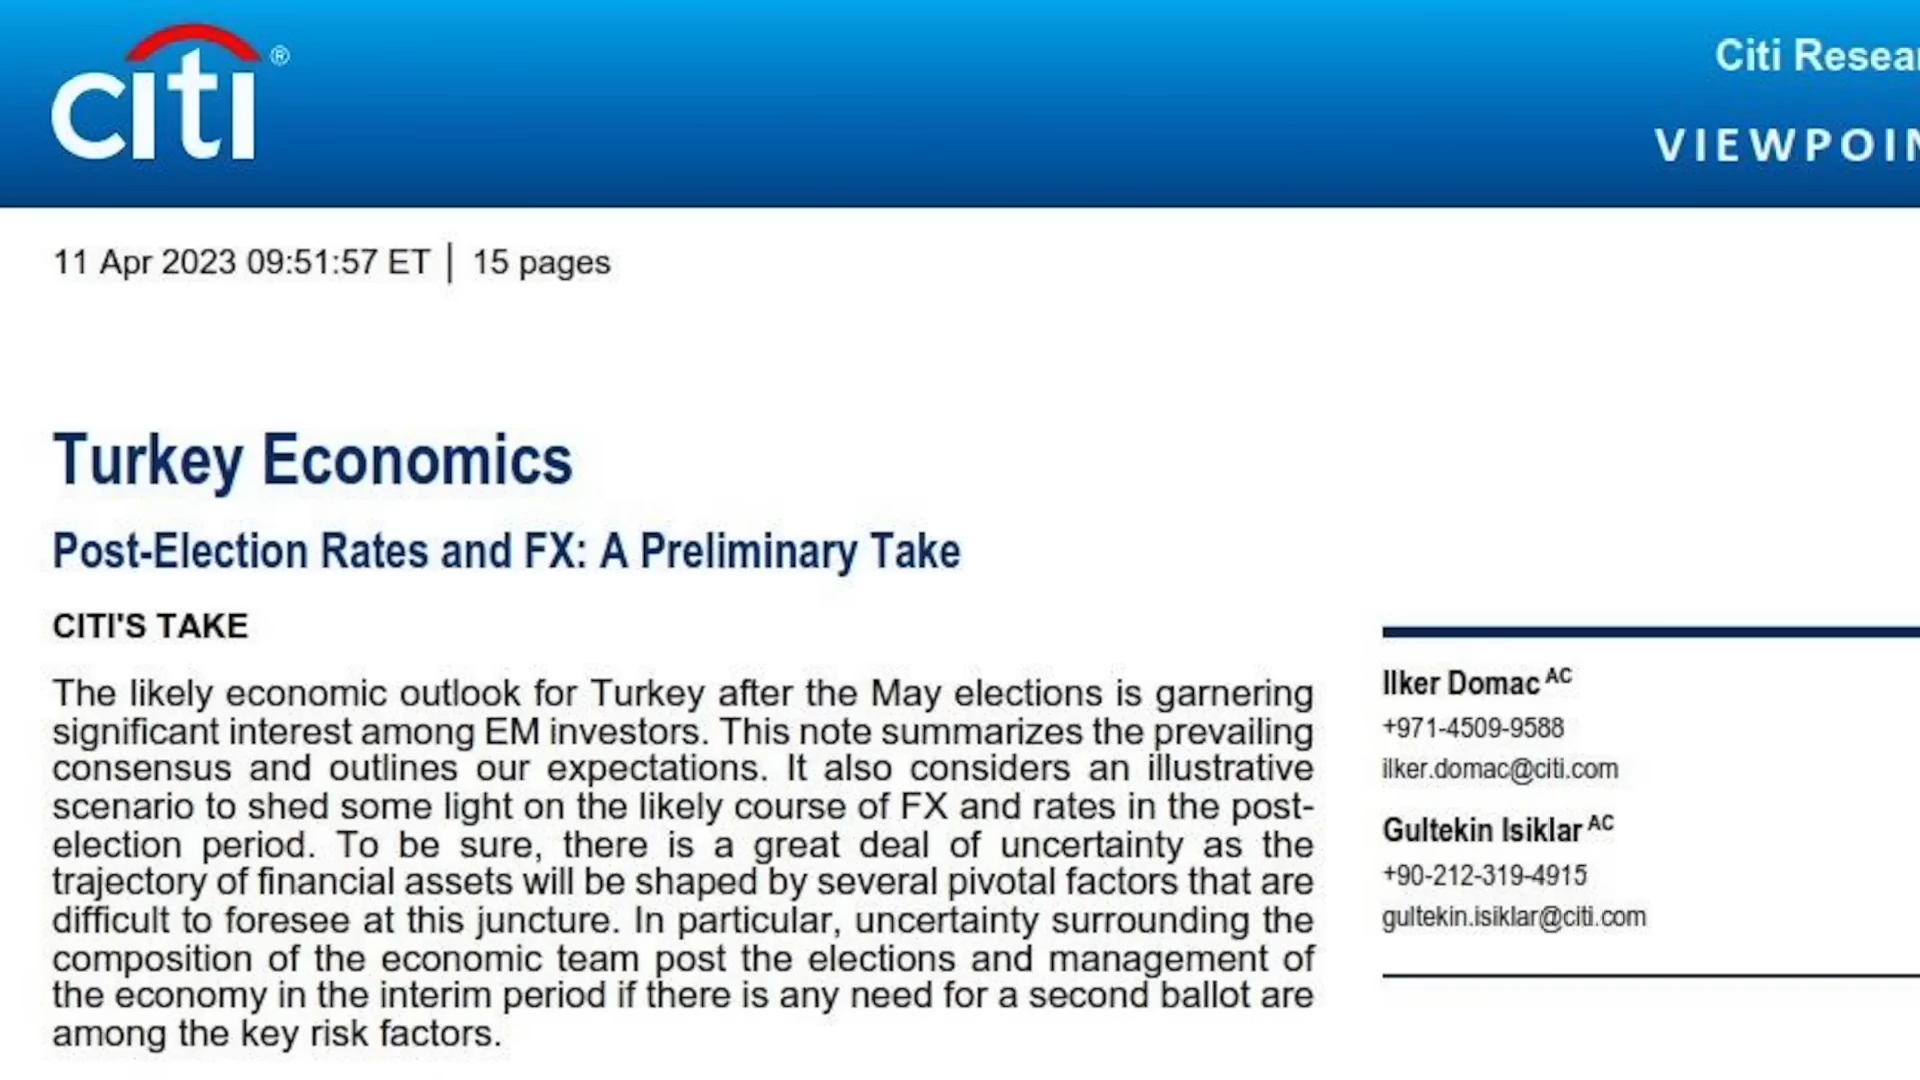 citi®
Citi Resear
VIEWPOIN
11 Apr 2023 09:51:57 ET | 15 pages
Turkey Economics
Post-Election Rates and FX: A Preliminary Take
CITI'S TAKE
The likely economic outlook for Turkey after the May elections is garnering
significant interest among EM investors. This note summarizes the prevailing
consensus and outlines our expectations. It also considers an illustrative
scenario to shed some light on the likely course of FX and rates in the post-
election period. To be sure, there is a great deal of uncertainty as the
trajectory of financial assets will be shaped by several pivotal factors that are
difficult to foresee at this juncture. In particular, uncertainty surrounding the
composition of the economic team post the elections and management of
the economy in the interim period if there is any need for a second ballot are
among the key risk factors.
Ilker Domac AC
+971-4509-9588
ilker.domac@citi.com
Gultekin Isiklar AC
+90-212-319-4915
gultekin.isiklar@citi.com